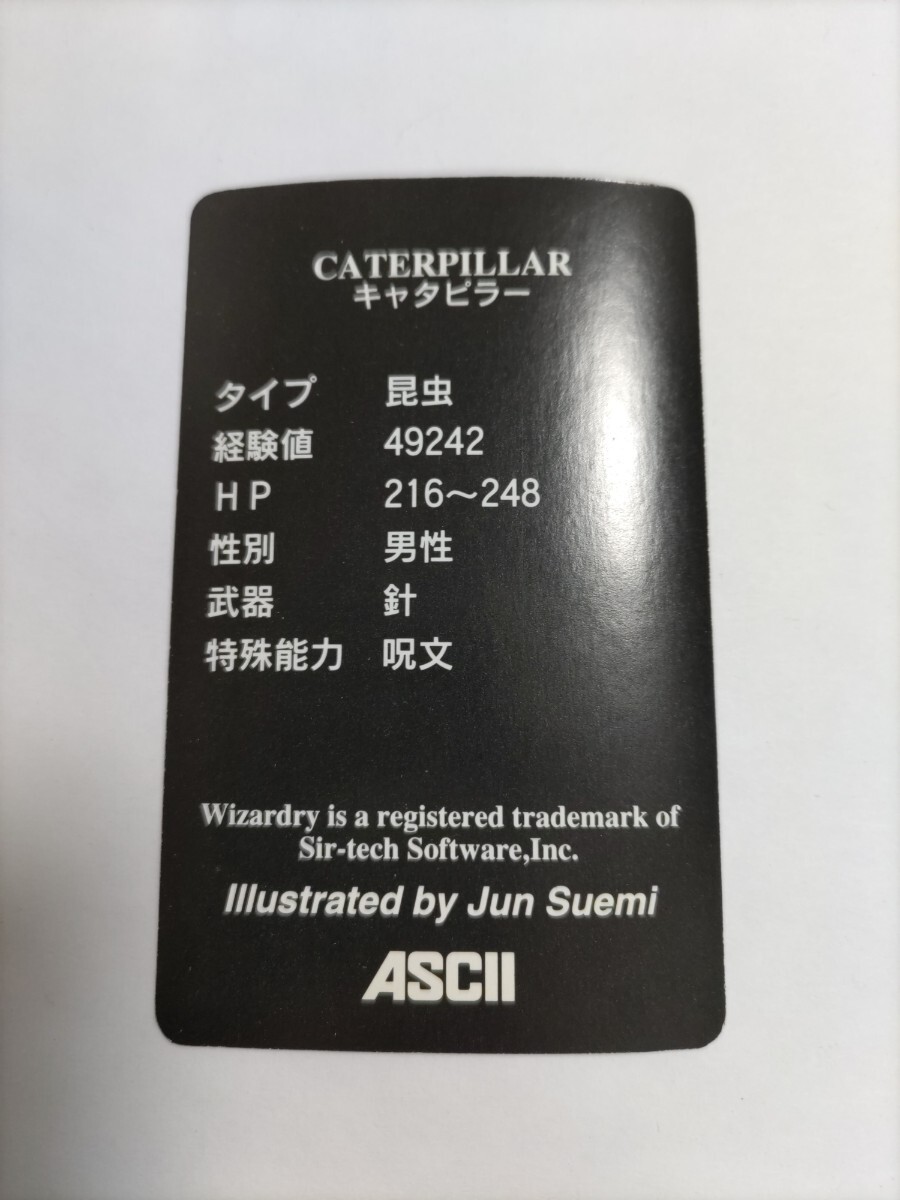 CATERPILLAR
キャタピラー
タイプ 昆虫
経験値 49242
HP 216～248
性別 男性
武器 針
特殊能力 呪文
Wizardry is a registered trademark of
Sir-tech Software,Inc.
Illustrated by Jun Suemi
ASCII